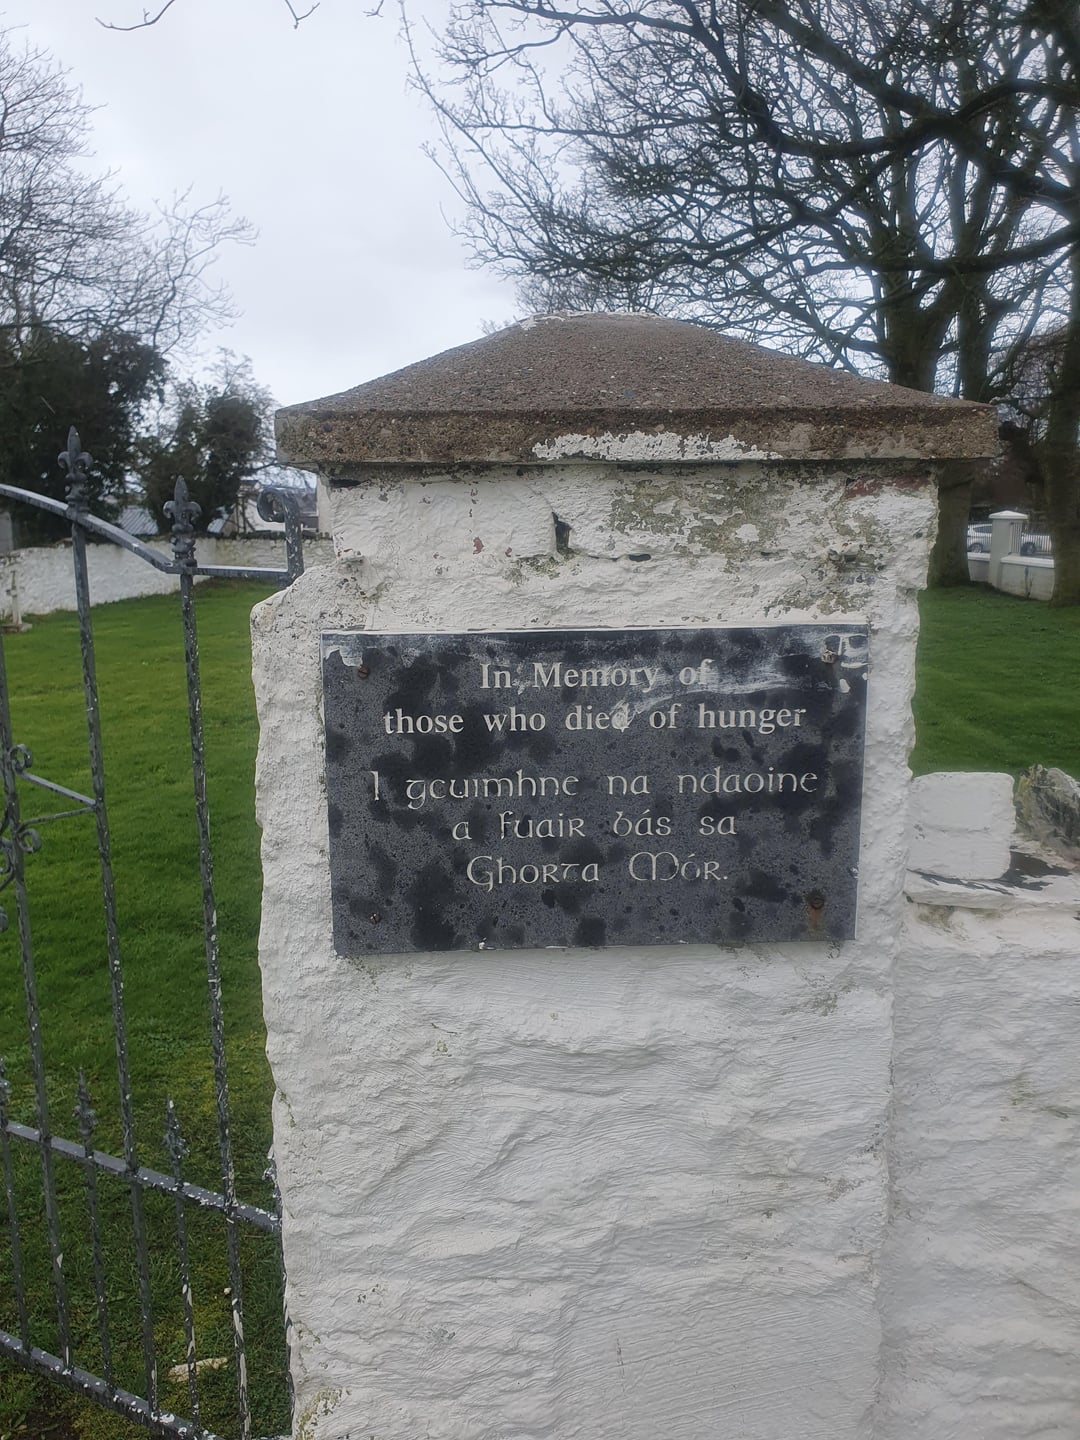 In Memory of
those who died of hunger
I gcuimhne na ndaoine
a fuair bás sa
Ghorta Mór.